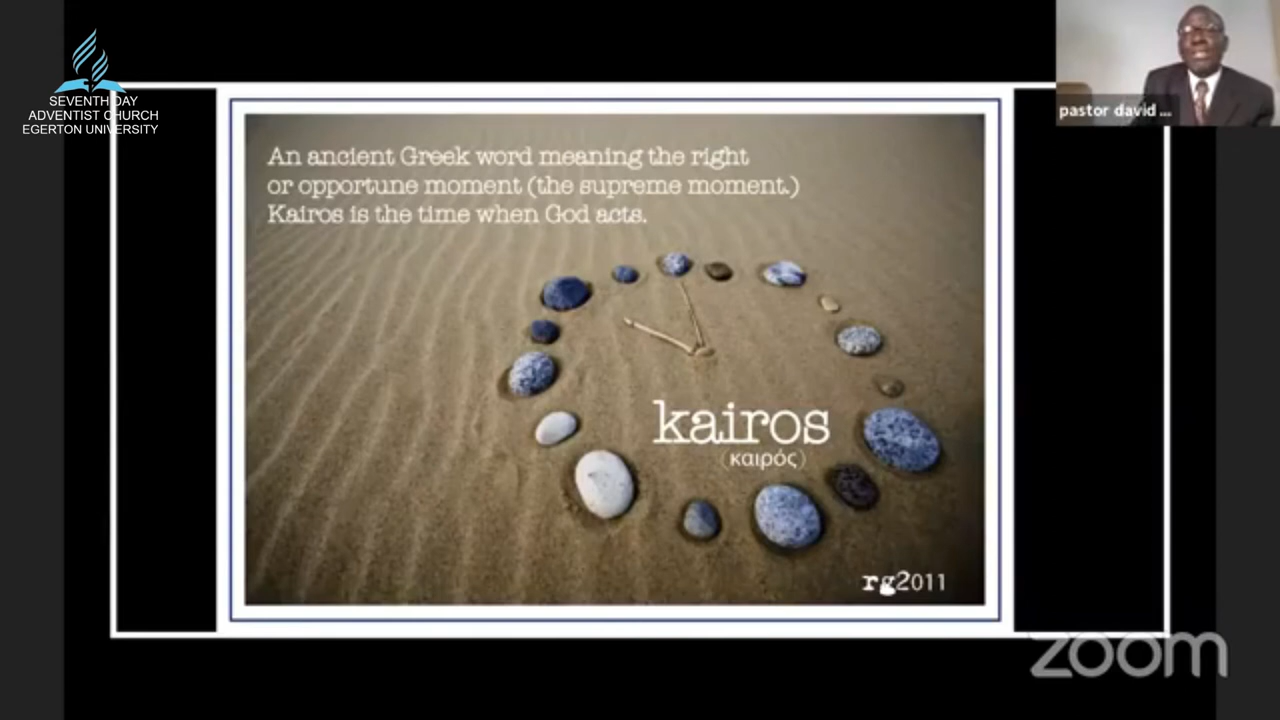 SEVENTH DAY
ADVENTIST CHURCH
EGERTON UNIVERSITY
pastor david ...
An ancient Greek word meaning the right
or opportune moment (the supreme moment.)
Kairos is the time when God acts.
kairos
(καιρός)
rg2011
zoom